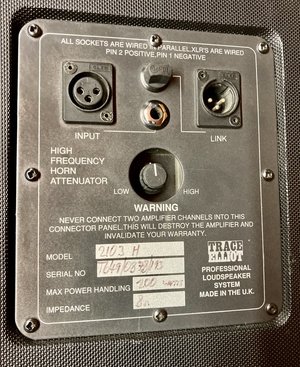 ALL SOCKETS ARE WIRED IN PARALLEL.XLR'S ARE WIRED
PIN 2 POSITIVE,PIN 1 NEGATIVE
INPUT
LINK
HIGH
FREQUENCY
HORN
ATTENUATOR
LOW
HIGH
WARNING
NEVER CONNECT TWO AMPLIFIER CHANNELS INTO THIS
CONNECTOR PANEL.THIS WILL DESTROY THE AMPLIFIER AND
INVALIDATE YOUR WARRANTY.
MODEL 2103 H
SERIAL NO
MAX POWER HANDLING
IMPEDANCE 8Ω
TRACE
ELLIOT
PROFESSIONAL
LOUDSPEAKER
SYSTEM
MADE IN THE U.K.